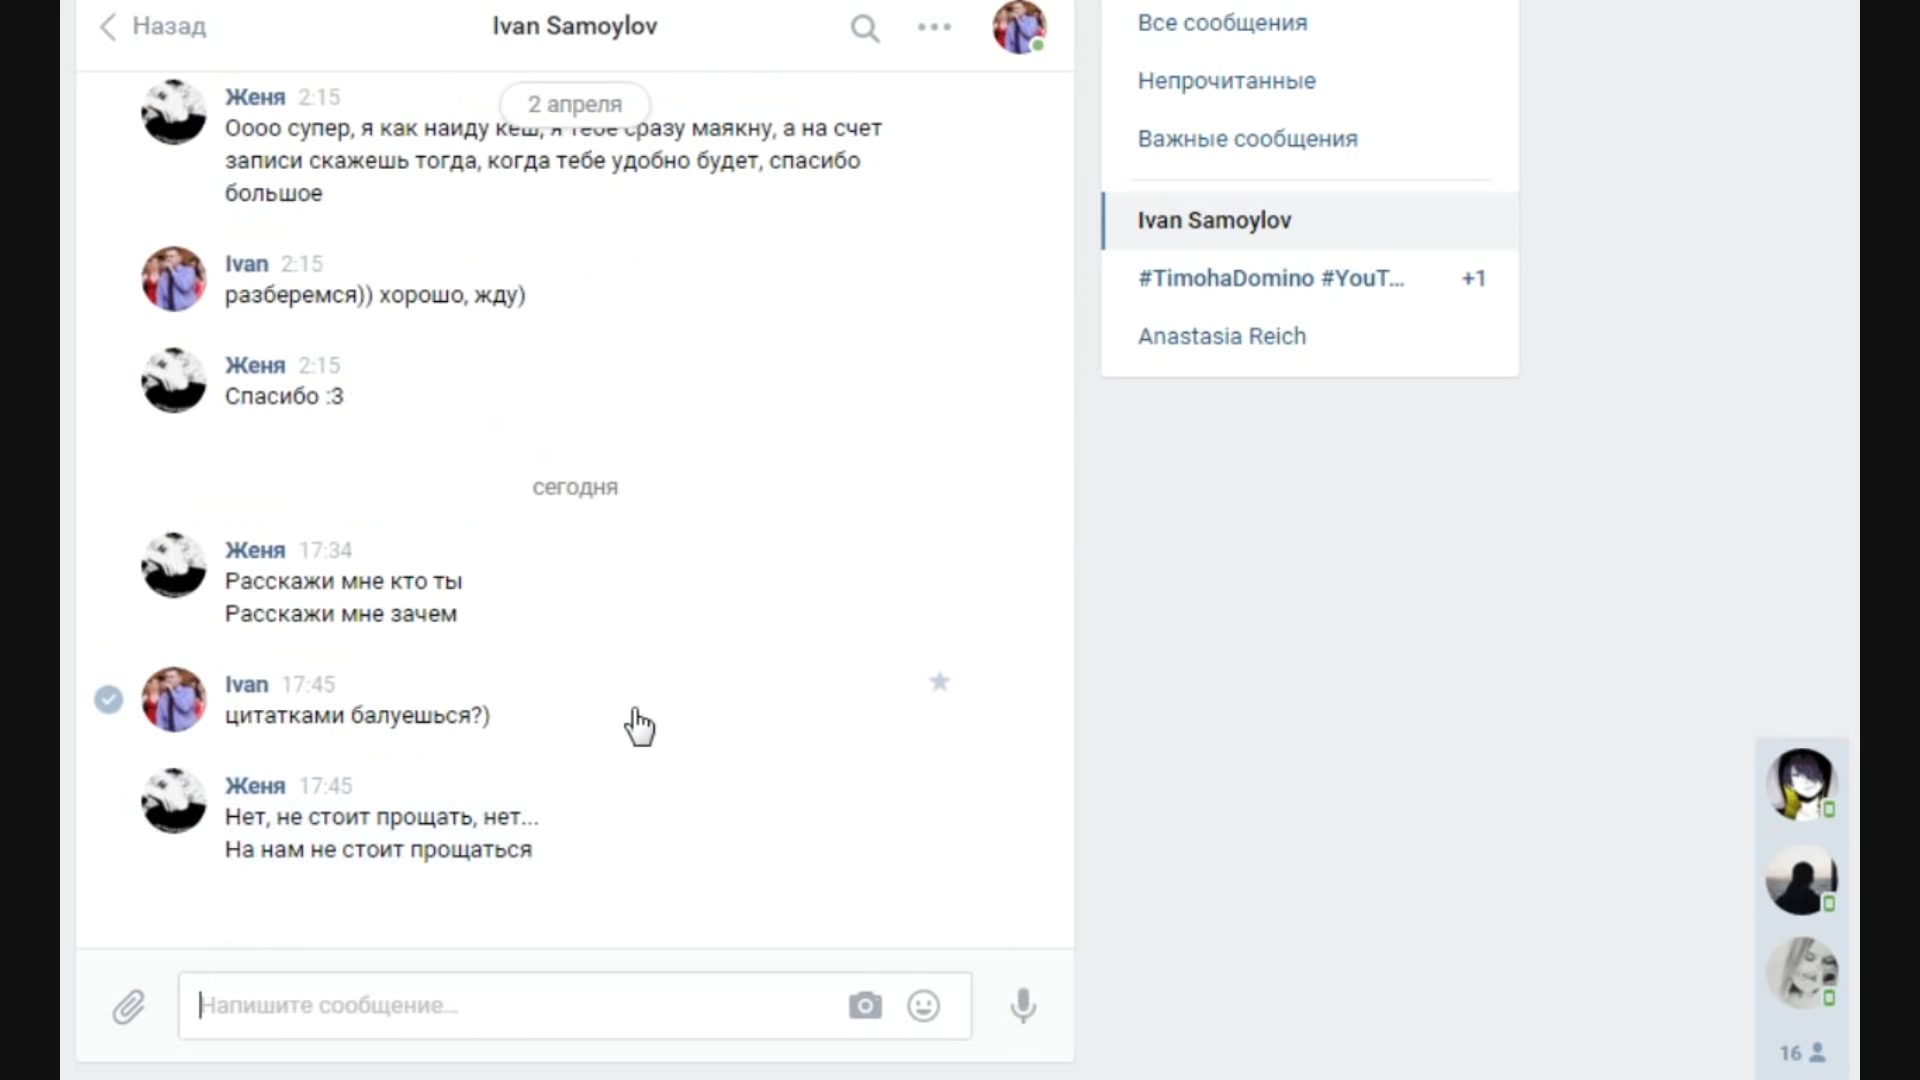 Назад
Ivan Samoylov
2 апреля
Женя 2:15
Оооо супер, я как найду кеш, я тебе сразу маякну, а на счет
записи скажешь тогда, когда тебе удобно будет, спасибо
большое
Ivan 2:15
разберемся)) хорошо, жду)
Женя 2:15
Спасибо :3
сегодня
Женя 17:34
Расскажи мне кто ты
Расскажи мне зачем
Ivan 17:45
цитатками балуешься?)
Женя 17:45
Нет, не стоит прощать, нет...
На нам не стоит прощаться
Напишите сообщение...
Все сообщения
Непрочитанные
Важные сообщения
Ivan Samoylov
#TimohaDomino #YouT... +1
Anastasia Reich
16